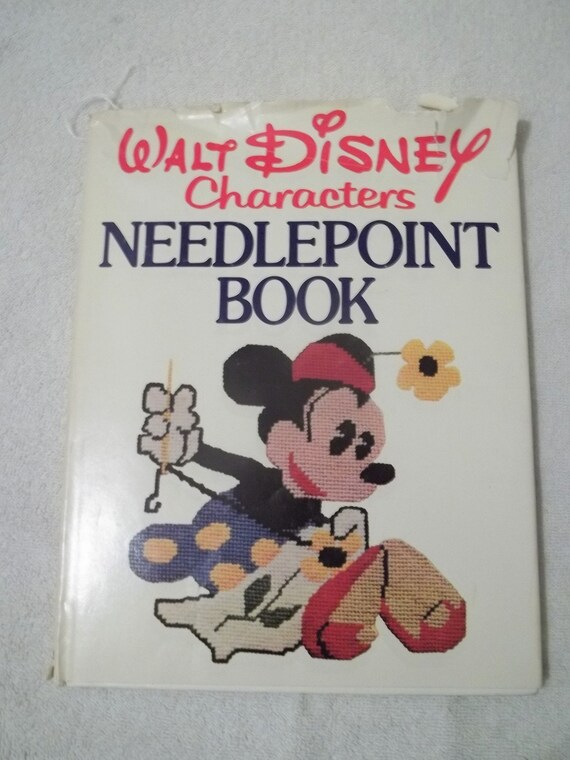 WALT DISNEY
Characters
NEEDLEPOINT
BOOK